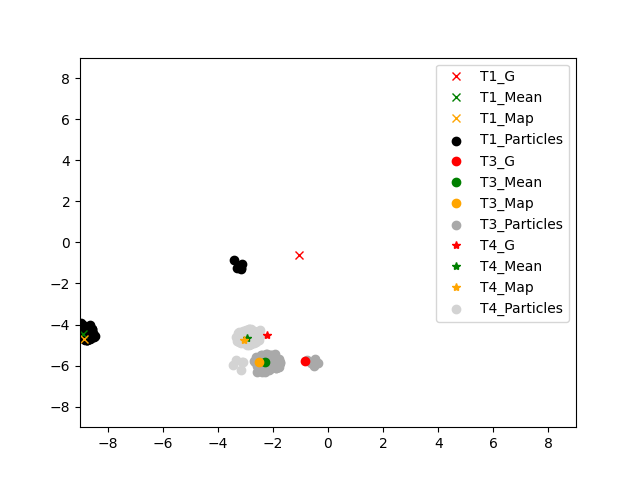 T1_G
T1_Mean
T1_Map
T1_Particles
T3_G
T3_Mean
T3_Map
T3_Particles
T4_G
T4_Mean
T4_Map
T4_Particles
8
6
4
2
0
−2
−4
−6
−8
−8 −6 −4 −2 0 2 4 6 8